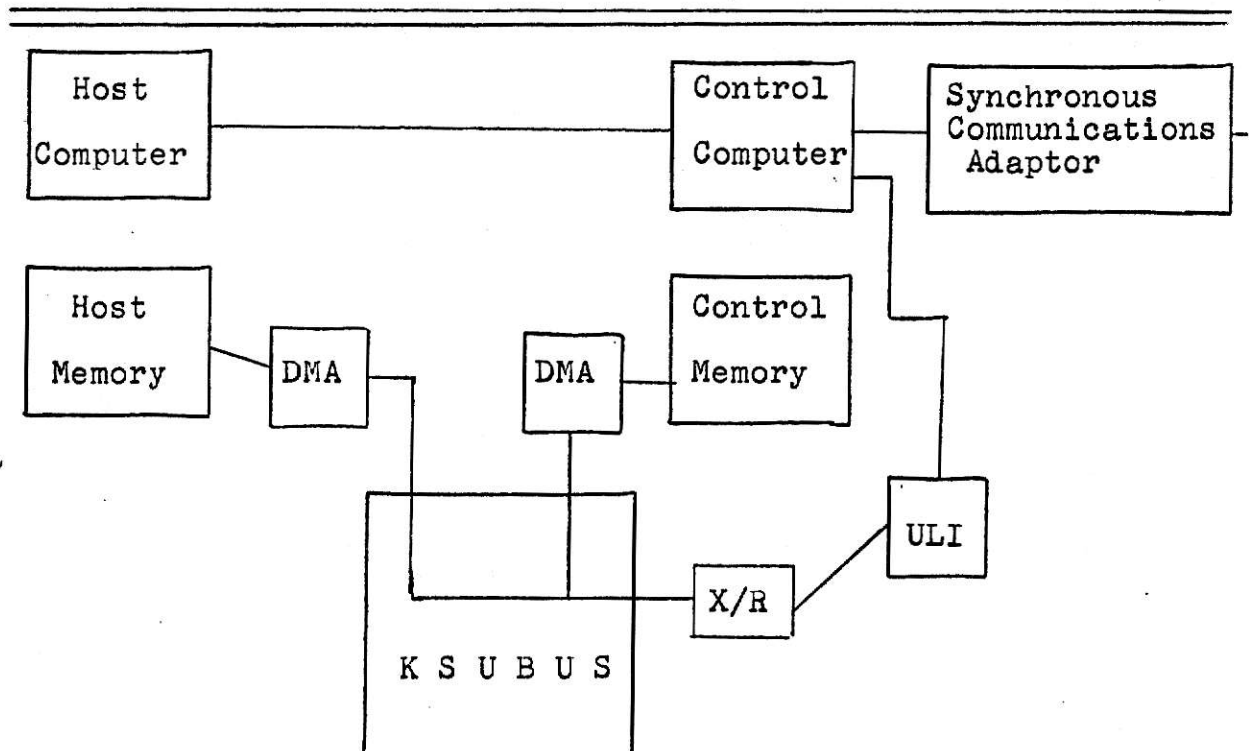 Host
Computer
Control
Computer
Synchronous
Communications
Adaptor
Host
Memory
DMA
DMA
Control
Memory
ULI
X/R
K S U B U S